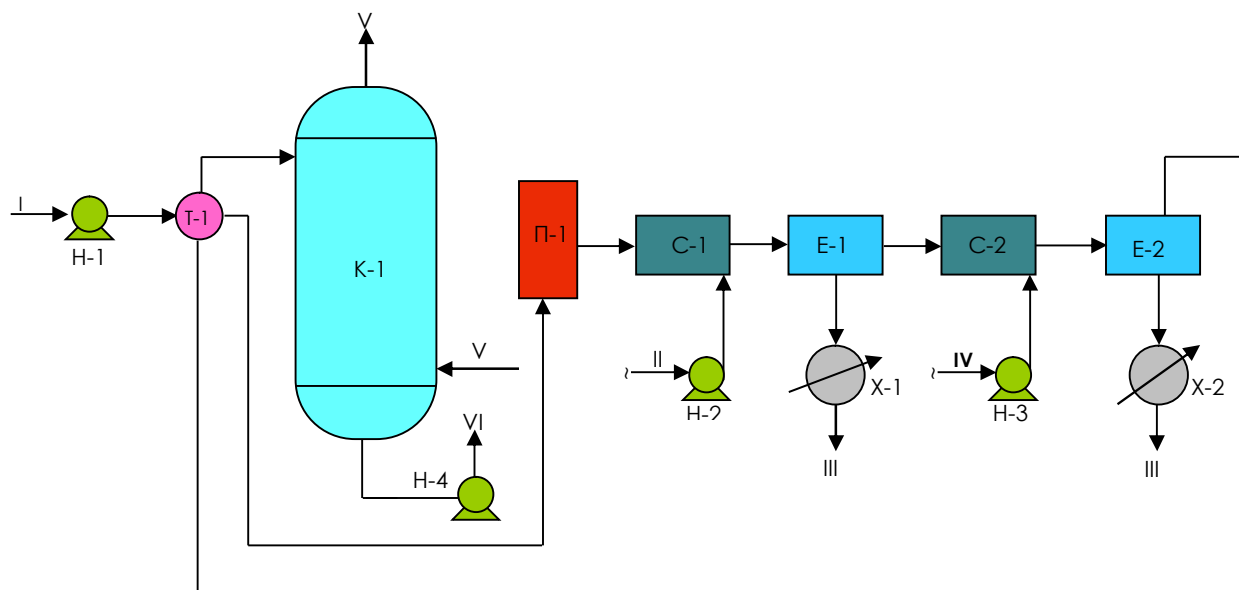 V
I
Н-1
Т-1
К-1
V
VI
Н-4
П-1
С-1
Е-1
С-2
Е-2
II
Н-2
Х-1
III
IV
Н-3
Х-2
III